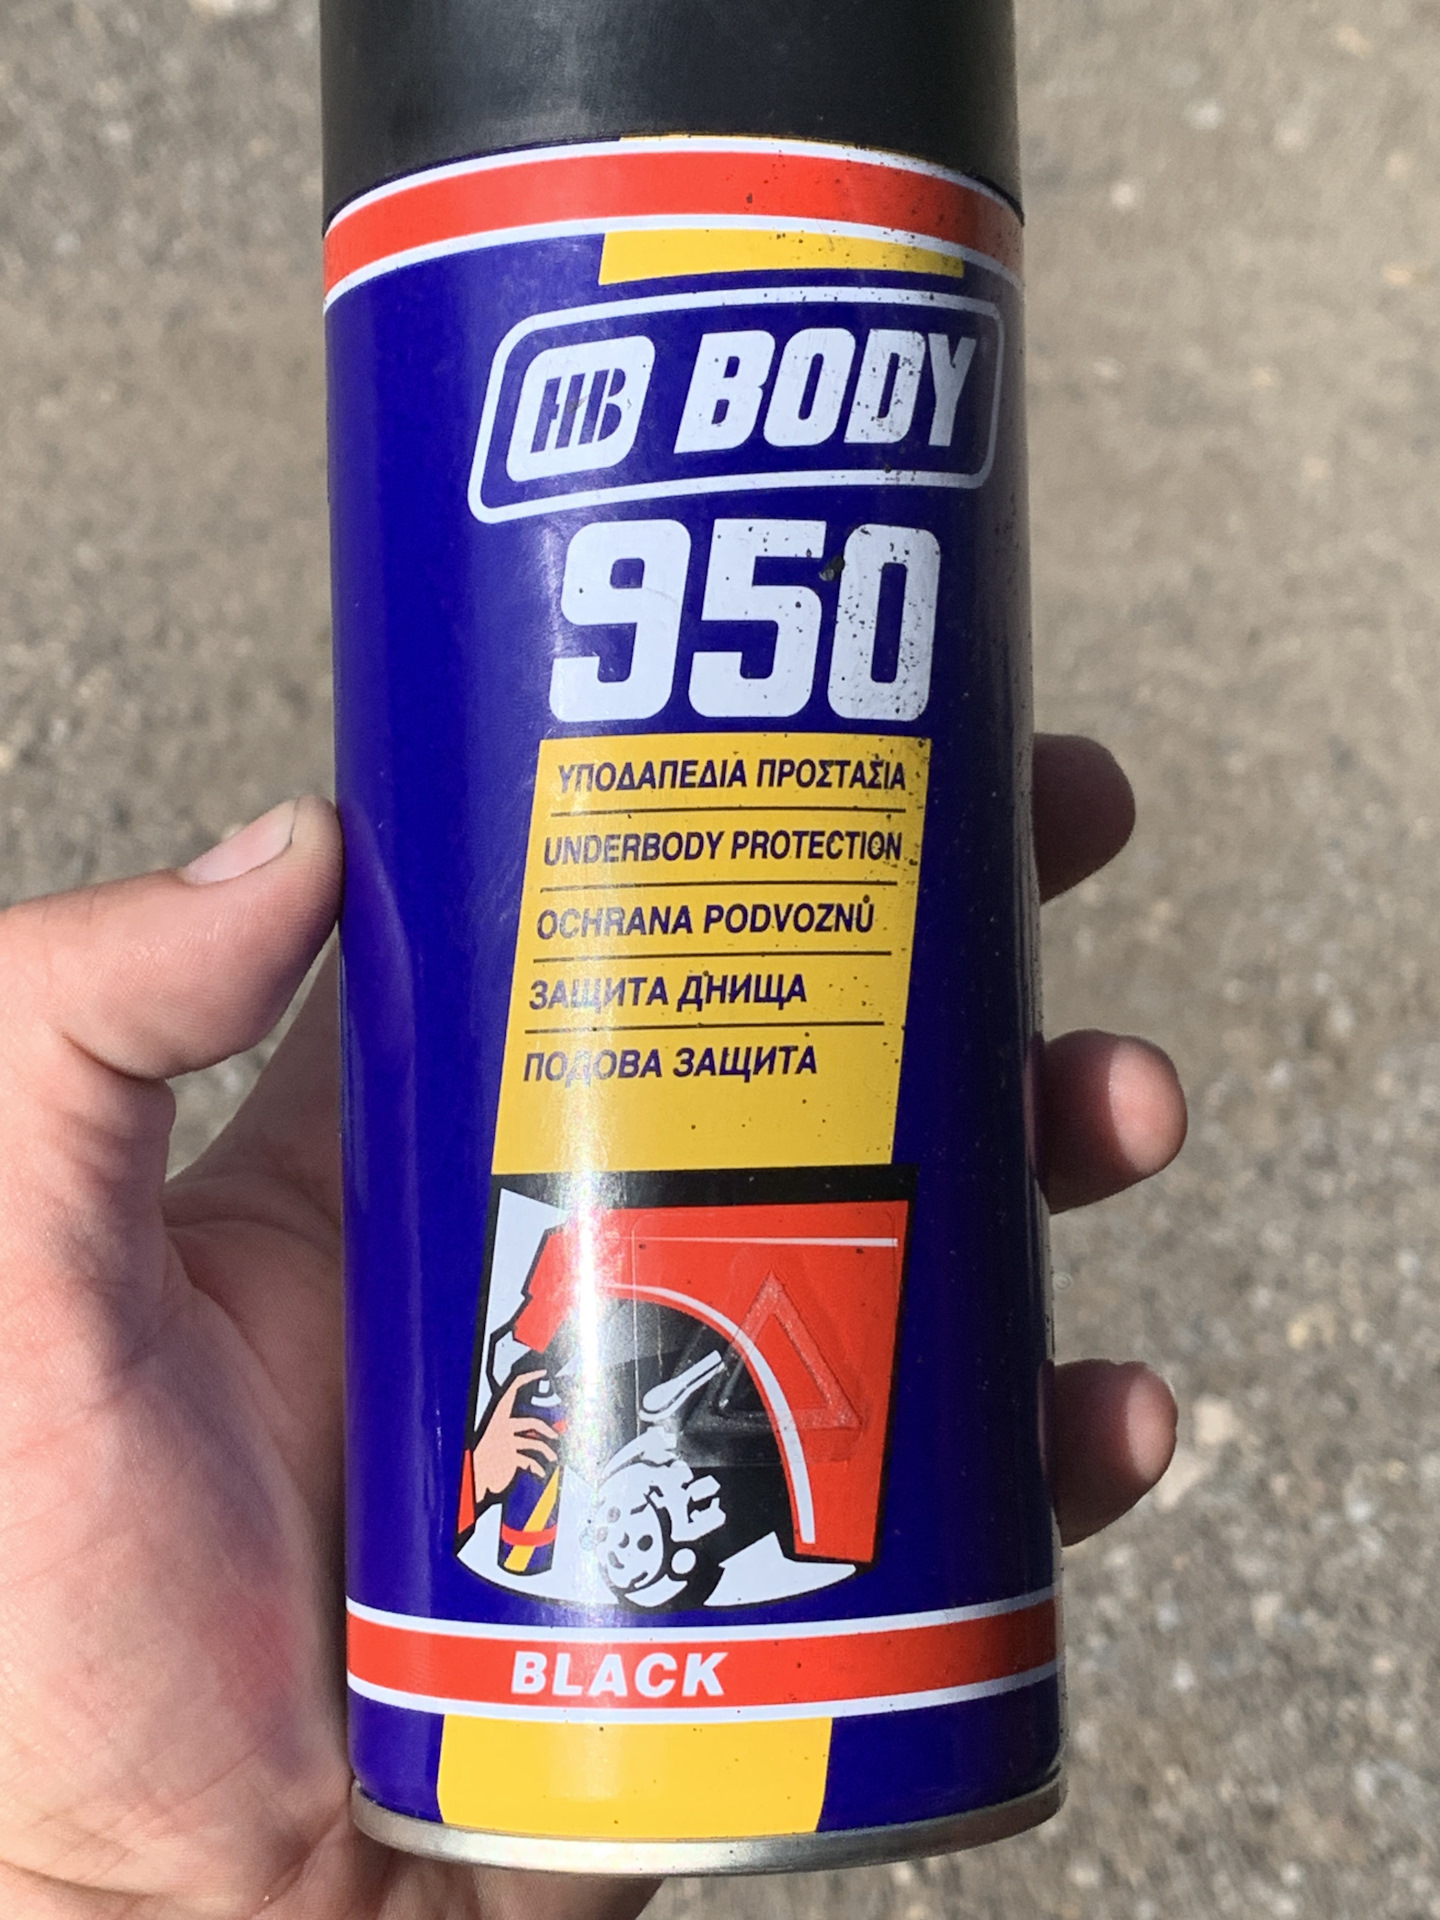 HB BODY
950
ΥΠΟΔΑΠΕΔΙΑ ΠΡΟΣΤΑΣΙΑ
UNDERBODY PROTECTION
OCHRANA PODVOZNŮ
ЗАЩИТА ДНИЩА
ПОДОВА ЗАЩИТА
BLACK